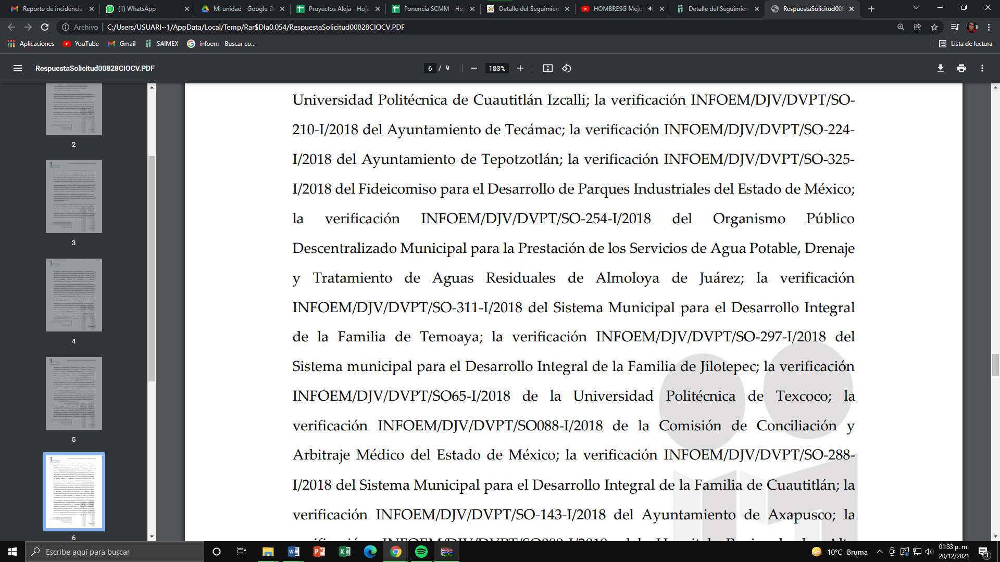 Reporte de incidencia
(1) WhatsApp
Mi unidad - Google Dr
Proyectos Aleja - Hoja
Ponencia SCMM - Hoj
Detalle del Seguimient
HOMBRESG Mejo
Detalle del Seguimient
RespuestaSolicitud008
Archivo
C:/Users/USUARI~1/AppData/Local/Temp/Rar$DIa0.054/RespuestaSolicitud00828CIOCV.PDF
Aplicaciones
YouTube
Gmail
SAIMEX
infoem - Buscar co...
Lista de lectura
RespuestaSolicitud00828CIOCV.PDF
6 / 9
183%
2
3
4
5
6
Universidad Politécnica de Cuautitlán Izcalli; la verificación INFOEM/DJV/DVPT/SO-
210-I/2018 del Ayuntamiento de Tecámac; la verificación INFOEM/DJV/DVPT/SO-224-
I/2018 del Ayuntamiento de Tepotzotlán; la verificación INFOEM/DJV/DVPT/SO-325-
I/2018 del Fideicomiso para el Desarrollo de Parques Industriales del Estado de México;
la verificación INFOEM/DJV/DVPT/SO-254-I/2018 del Organismo Público
Descentralizado Municipal para la Prestación de los Servicios de Agua Potable, Drenaje
y Tratamiento de Aguas Residuales de Almoloya de Juárez; la verificación
INFOEM/DJV/DVPT/SO-311-I/2018 del Sistema Municipal para el Desarrollo Integral
de la Familia de Temoaya; la verificación INFOEM/DJV/DVPT/SO-297-I/2018 del
Sistema municipal para el Desarrollo Integral de la Familia de Jilotepec; la verificación
INFOEM/DJV/DVPT/SO65-I/2018 de la Universidad Politécnica de Texcoco; la
verificación INFOEM/DJV/DVPT/SO088-I/2018 de la Comisión de Conciliación y
Arbitraje Médico del Estado de México; la verificación INFOEM/DJV/DVPT/SO-288-
I/2018 del Sistema Municipal para el Desarrollo Integral de la Familia de Cuautitlán; la
verificación INFOEM/DJV/DVPT/SO-143-I/2018 del Ayuntamiento de Axapusco; la
Escribe aquí para buscar
10°C Bruma
01:33 p. m.
20/12/2021
3